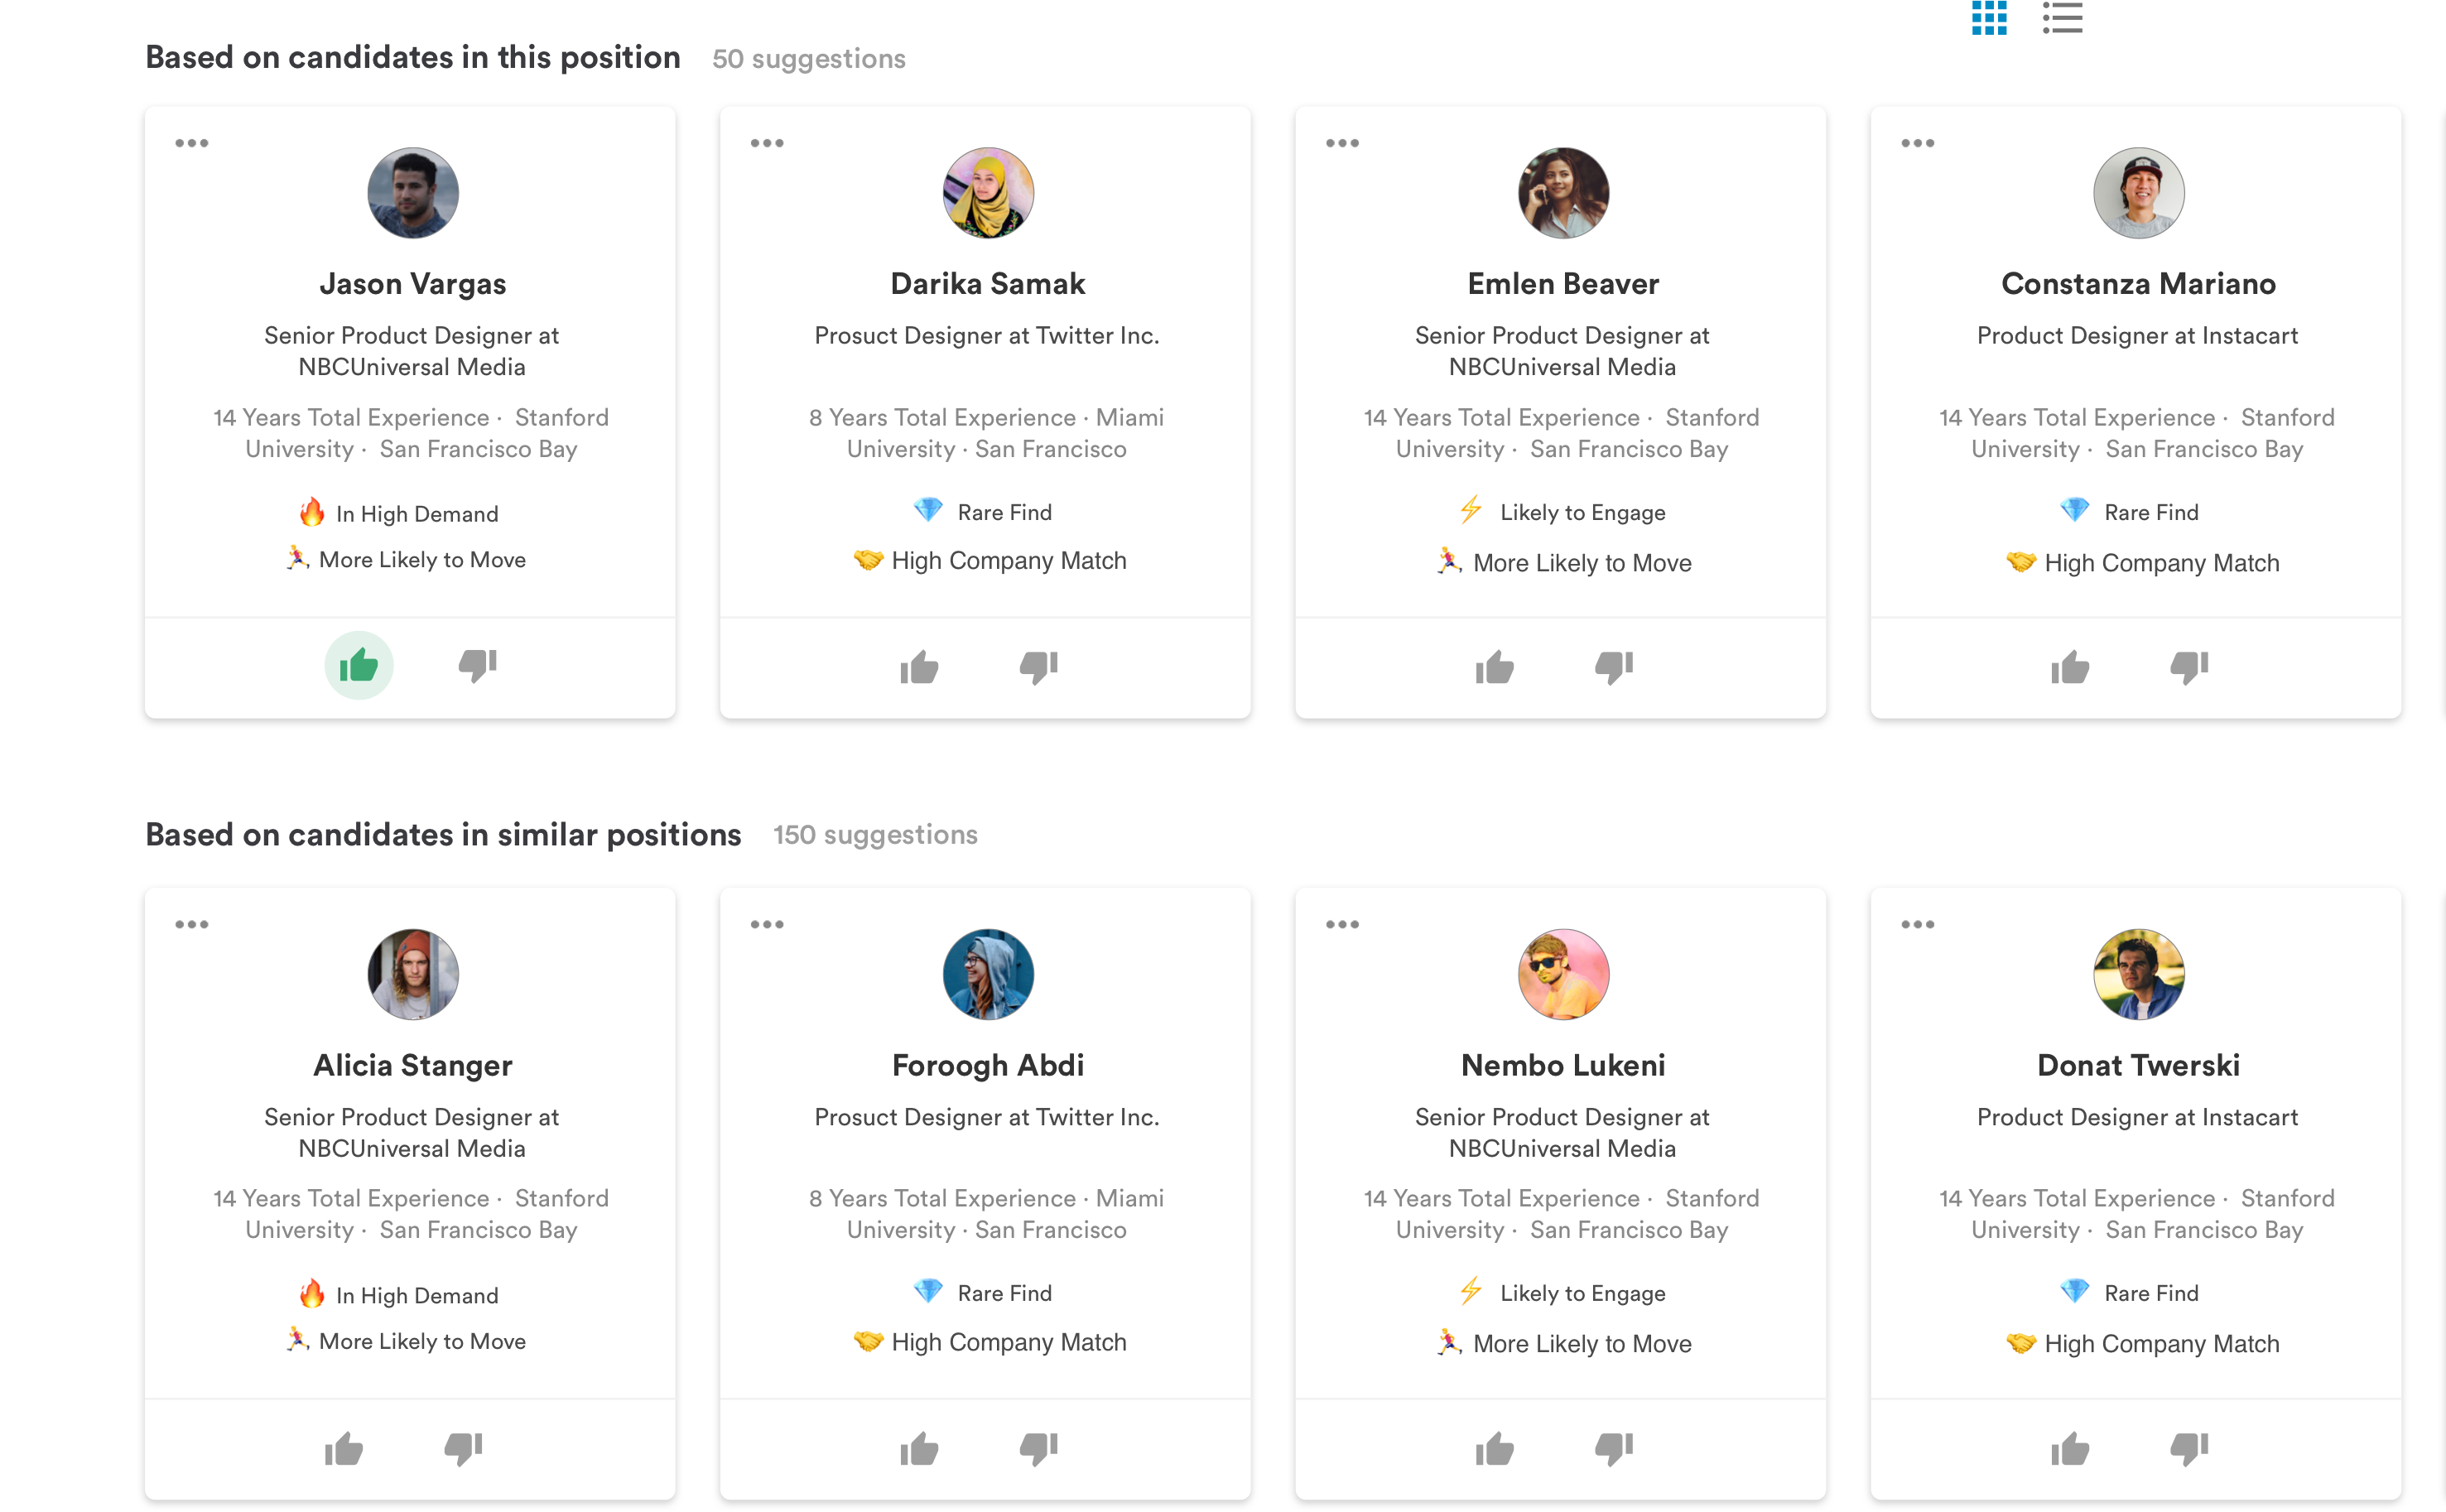 Based on candidates in this position 50 suggestions
Jason Vargas
Senior Product Designer at
NBCUniversal Media
14 Years Total Experience · Stanford
University · San Francisco Bay
🔥 In High Demand
🏃 More Likely to Move
Darika Samak
Prosuct Designer at Twitter Inc.
8 Years Total Experience · Miami
University · San Francisco
💎 Rare Find
🤝 High Company Match
Emlen Beaver
Senior Product Designer at
NBCUniversal Media
14 Years Total Experience · Stanford
University · San Francisco Bay
⚡ Likely to Engage
🏃 More Likely to Move
Constanza Mariano
Product Designer at Instacart
14 Years Total Experience · Stanford
University · San Francisco Bay
💎 Rare Find
🤝 High Company Match
Based on candidates in similar positions 150 suggestions
Alicia Stanger
Senior Product Designer at
NBCUniversal Media
14 Years Total Experience · Stanford
University · San Francisco Bay
🔥 In High Demand
🏃 More Likely to Move
Foroogh Abdi
Prosuct Designer at Twitter Inc.
8 Years Total Experience · Miami
University · San Francisco
💎 Rare Find
🤝 High Company Match
Nembo Lukeni
Senior Product Designer at
NBCUniversal Media
14 Years Total Experience · Stanford
University · San Francisco Bay
⚡ Likely to Engage
🏃 More Likely to Move
Donat Twerski
Product Designer at Instacart
14 Years Total Experience · Stanford
University · San Francisco Bay
💎 Rare Find
🤝 High Company Match